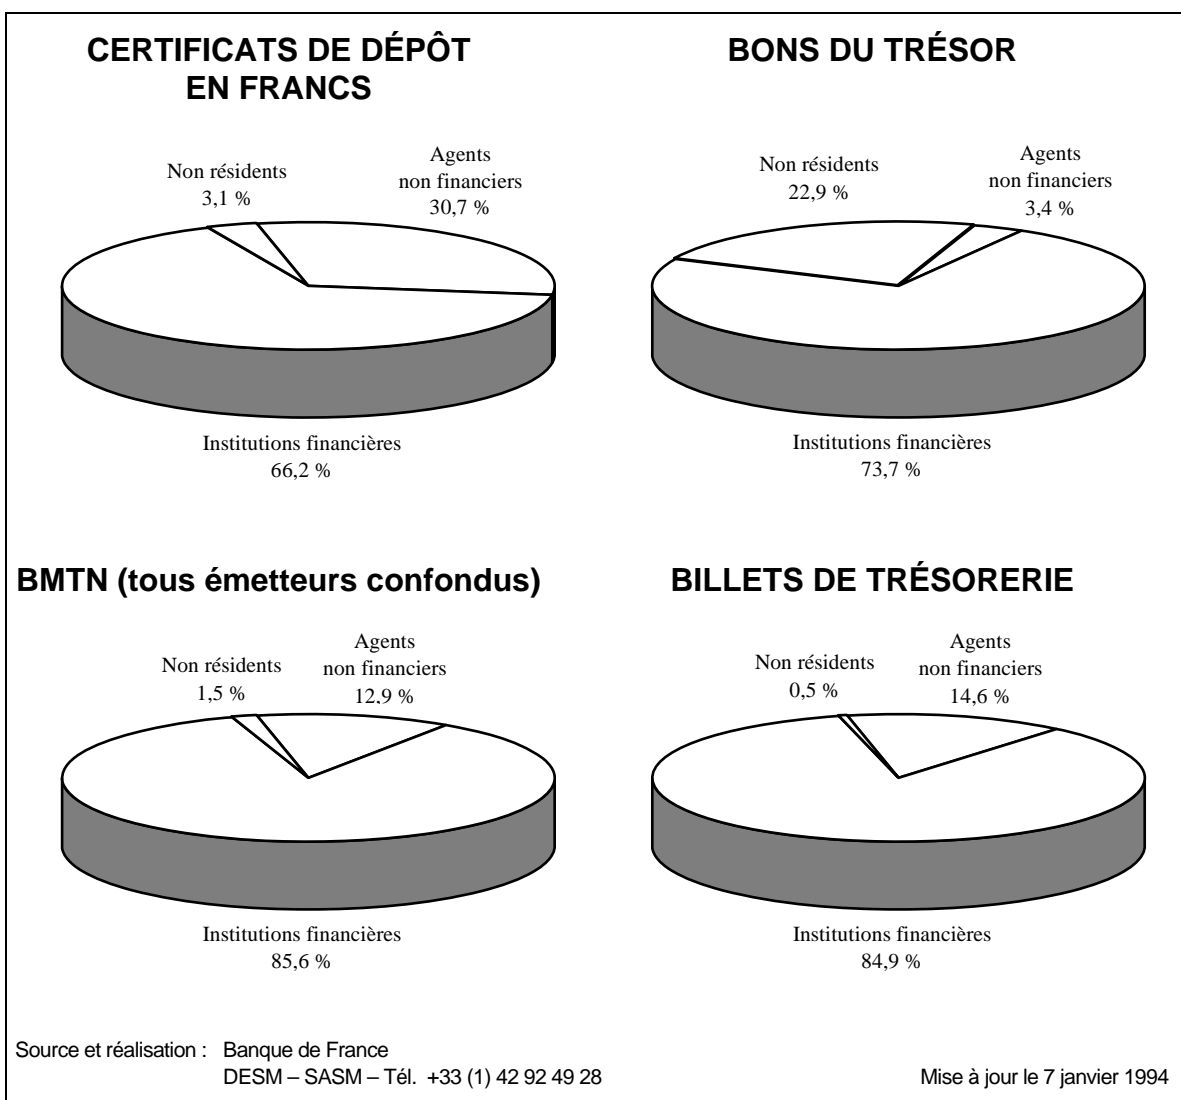 CERTIFICATS DE DÉPÔT
EN FRANCS
Non résidents
3,1 %
Agents
non financiers
30,7 %
Institutions financières
66,2 %
BONS DU TRÉSOR
Non résidents
22,9 %
Agents
non financiers
3,4 %
Institutions financières
73,7 %
BMTN (tous émetteurs confondus)
Non résidents
1,5 %
Agents
non financiers
12,9 %
Institutions financières
85,6 %
BILLETS DE TRÉSORERIE
Non résidents
0,5 %
Agents
non financiers
14,6 %
Institutions financières
84,9 %
Source et réalisation : Banque de France
DESM – SASM – Tél. +33 (1) 42 92 49 28
Mise à jour le 7 janvier 1994